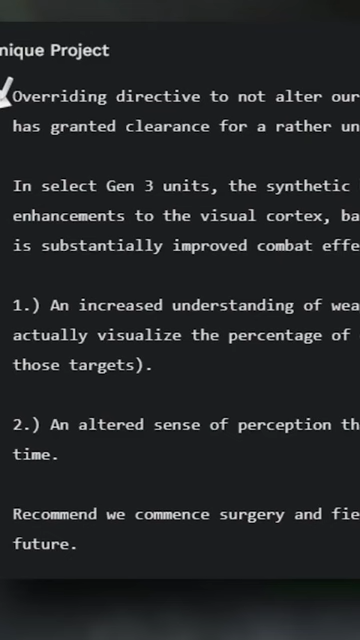 nique Project
Overriding directive to not alter our
has granted clearance for a rather un
In select Gen 3 units, the synthetic
enhancements to the visual cortex, ba
is substantially improved combat effe
1.) An increased understanding of wea
actually visualize the percentage of
those targets).
2.) An altered sense of perception th
time.
Recommend we commence surgery and fie
future.